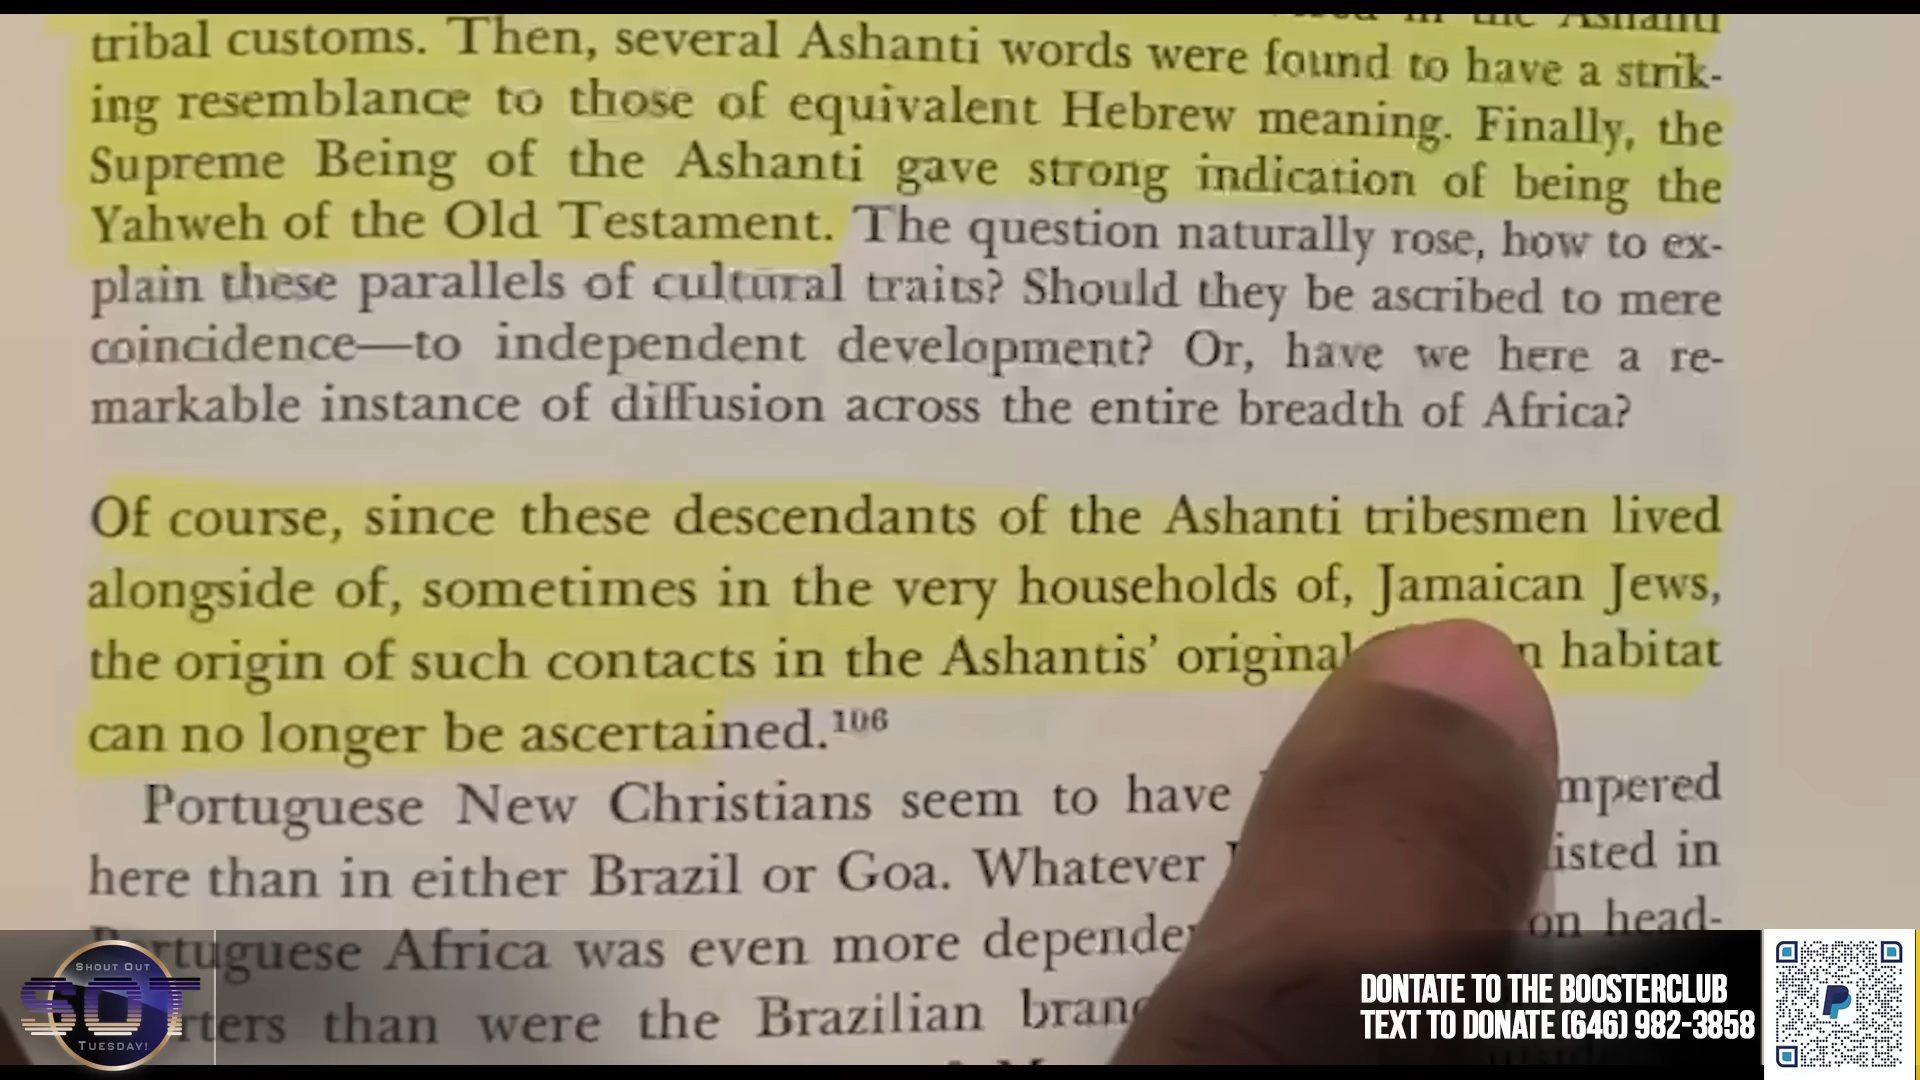 in the Ashanti
tribal customs. Then, several Ashanti words were found to have a strik-
ing resemblance to those of equivalent Hebrew meaning. Finally, the
Supreme Being of the Ashanti gave strong indication of being the
Yahweh of the Old Testament. The question naturally rose, how to ex-
plain these parallels of cultural traits? Should they be ascribed to mere
coincidence—to independent development? Or, have we here a re-
markable instance of diffusion across the entire breadth of Africa?
Of course, since these descendants of the Ashanti tribesmen lived
alongside of, sometimes in the very households of, Jamaican Jews,
the origin of such contacts in the Ashantis' original habitat
can no longer be ascertained.¹⁰⁶
Portuguese New Christians seem to have
here than in either Brazil or Goa. Whatever
Portuguese Africa was even more on head-
than were the Brazilian
SHOUT OUT
SOT
TUESDAY!
DONTATE TO THE BOOSTERCLUB
TEXT TO DONATE (646) 982-3858